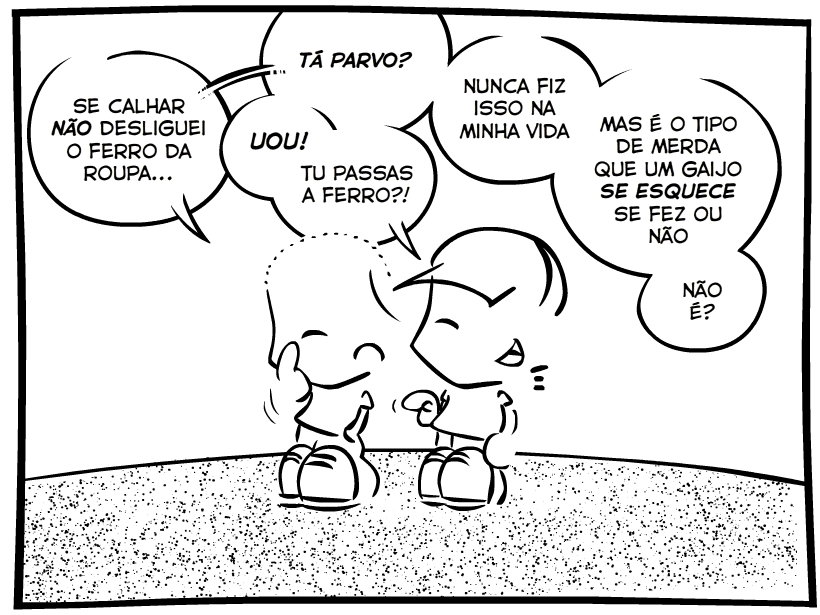 SE CALHAR
NÃO DESLIGUEI
O FERRO DA
ROUPA...
UOU!
TU PASSAS
A FERRO?!
TÁ PARVO?
NUNCA FIZ
ISSO NA
MINHA VIDA
MAS É O TIPO
DE MERDA
QUE UM GAIJO
SE ESQUECE
SE FEZ OU
NÃO
NÃO
É?